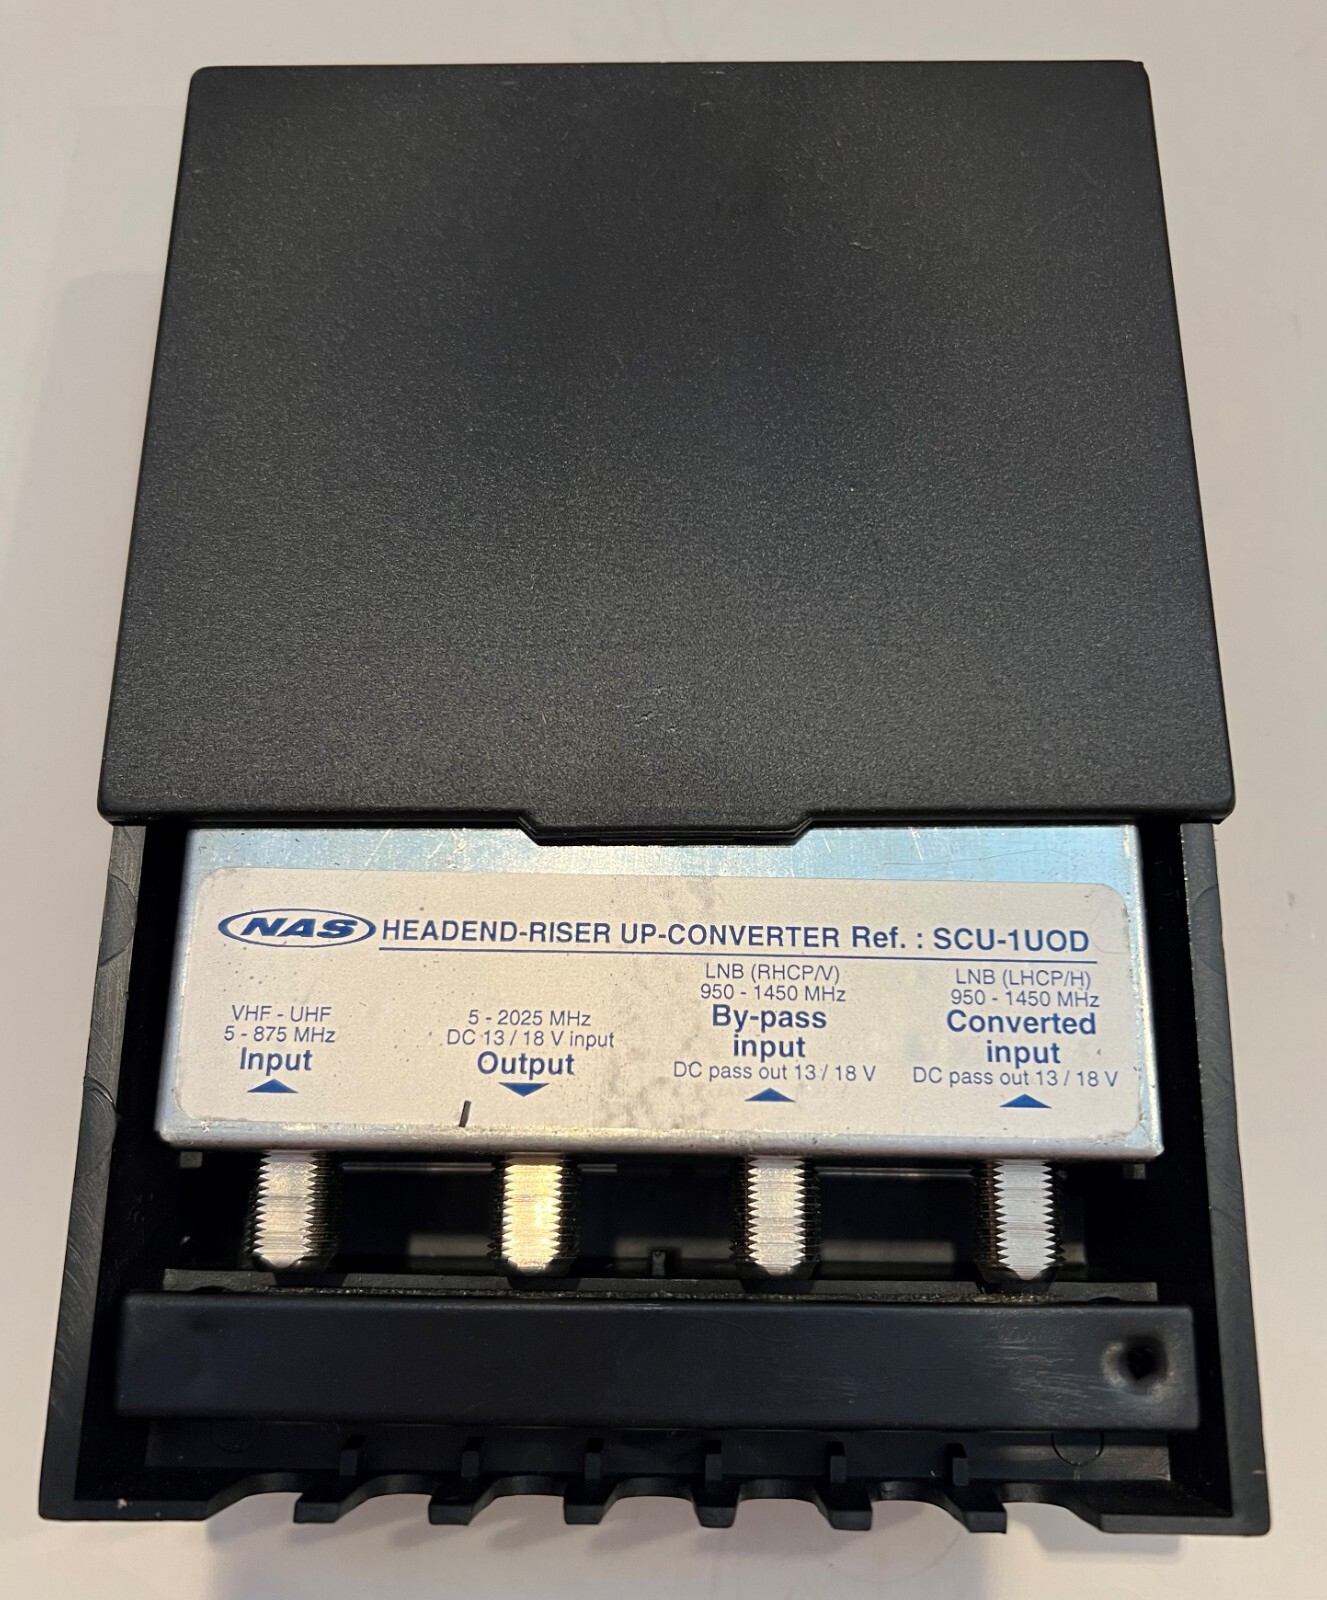 NAS HEADEND-RISER UP-CONVERTER Ref. : SCU-1UOD
VHF - UHF
5 - 875 MHz
Input
5 - 2025 MHz
DC 13 / 18 V input
Output
LNB (RHCP/V)
950 - 1450 MHz
By-pass
input
DC pass out 13 / 18 V
LNB (LHCP/H)
950 - 1450 MHz
Converted
input
DC pass out 13 / 18 V